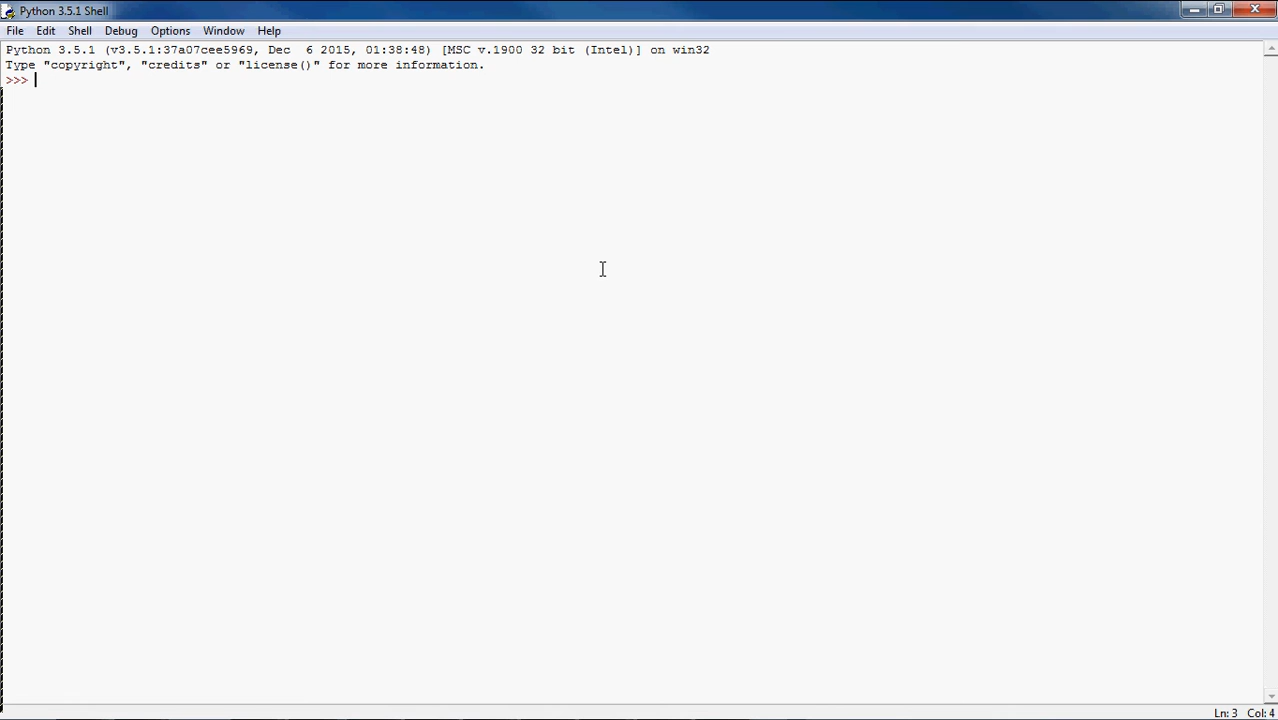 Python 3.5.1 Shell
File Edit Shell Debug Options Window Help
Python 3.5.1 (v3.5.1:37a07cee5969, Dec  6 2015, 01:38:48) [MSC v.1900 32 bit (Intel)] on win32
Type "copyright", "credits" or "license()" for more information.
>>>
Ln: 3 Col: 4